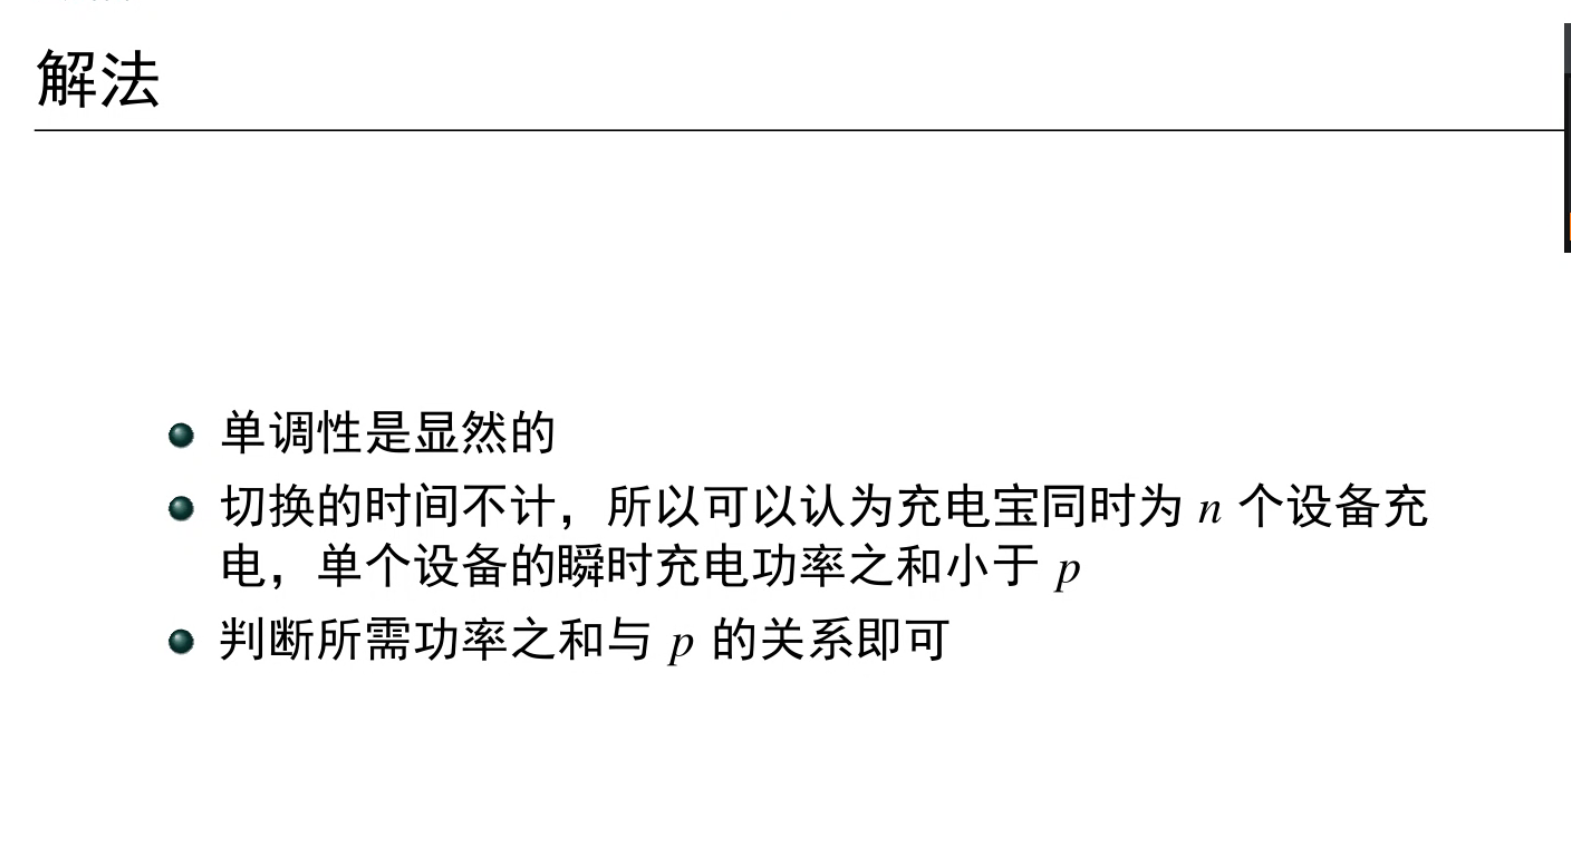 解法
单调性是显然的
切换的时间不计，所以可以认为充电宝同时为 n 个设备充
电，单个设备的瞬时充电功率之和小于 p
判断所需功率之和与 p 的关系即可